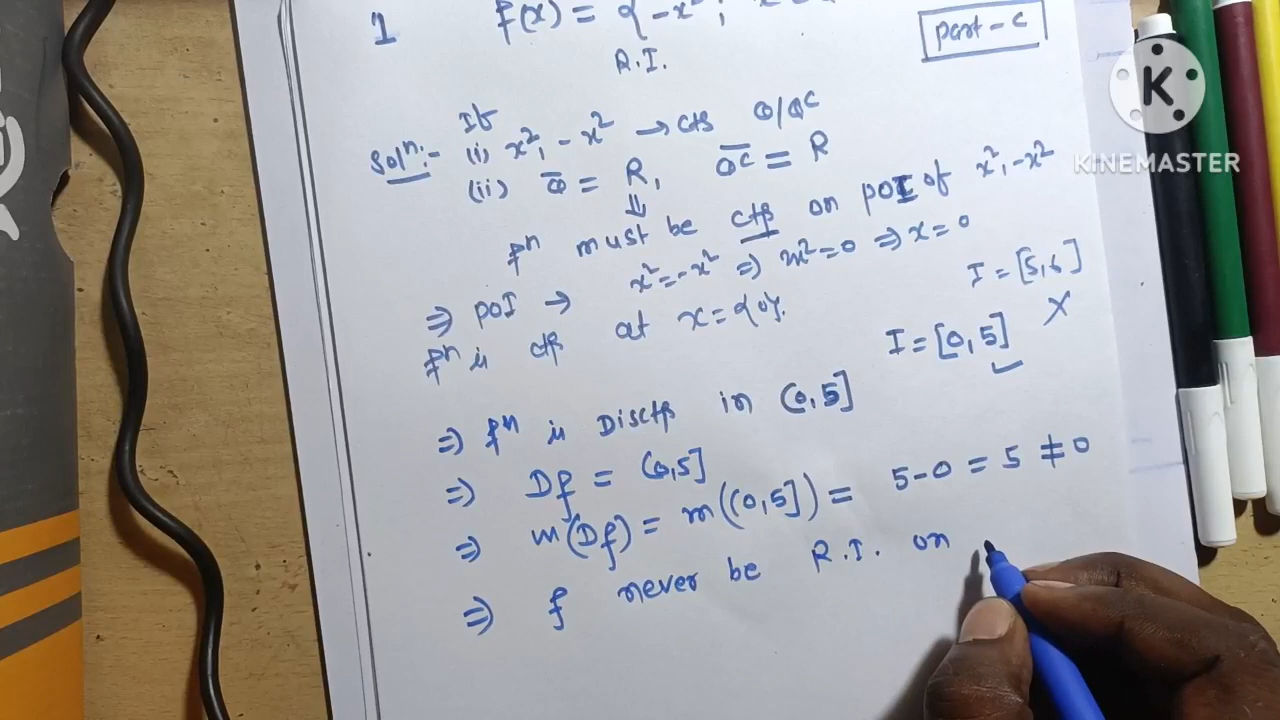 1 f(x) = { -x² ;
Part - C
R.I.
If
Solⁿ:- (i) x², -x² → cts Q/Qᶜ
(ii) Q̅ = R, Q̅ᶜ̅ = R
⇓
fⁿ must be cts on POI of x², -x²
⇒ POI → x² = -x² ⇒ 2x² = 0 ⇒ x = 0
fⁿ is cts at x = {0}.
I = [5,6] X
I = [0,5] ✓
⇒ fⁿ is Discts in (0,5]
⇒ Df = (0,5]
⇒ m(Df) = m((0,5]) = 5-0 = 5 ≠ 0
⇒ f never be R.I. on
K
KINEMASTER